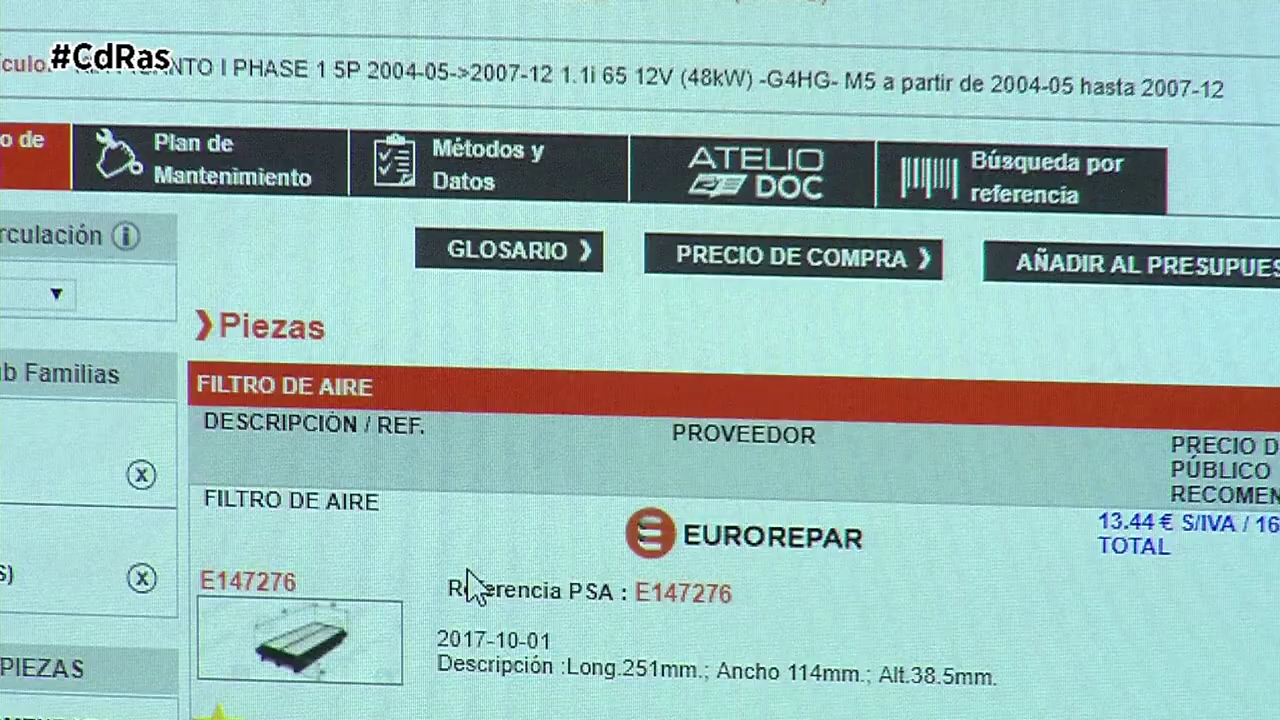 #CdRas
culo. NTO I PHASE 1 5P 2004-05->2007-12 1.1i 65 12V (48kW) -G4HG- M5 a partir de 2004-05 hasta 2007-12
o de
Plan de
Mantenimiento
Métodos y
Datos
ATELIO
DOC
Búsqueda por
referencia
rculación i
GLOSARIO ❯
PRECIO DE COMPRA ❯
AÑADIR AL PRESUPUES
❯Piezas
b Familias
FILTRO DE AIRE
DESCRIPCIÓN / REF.
PROVEEDOR
PRECIO D
PÚBLICO
RECOMEN
X
FILTRO DE AIRE
EUROREPAR
13.44 € S/IVA / 16
TOTAL
S)
X
E147276
Referencia PSA : E147276
2017-10-01
Descripción :Long.251mm.; Ancho 114mm.; Alt.38.5mm.
PIEZAS